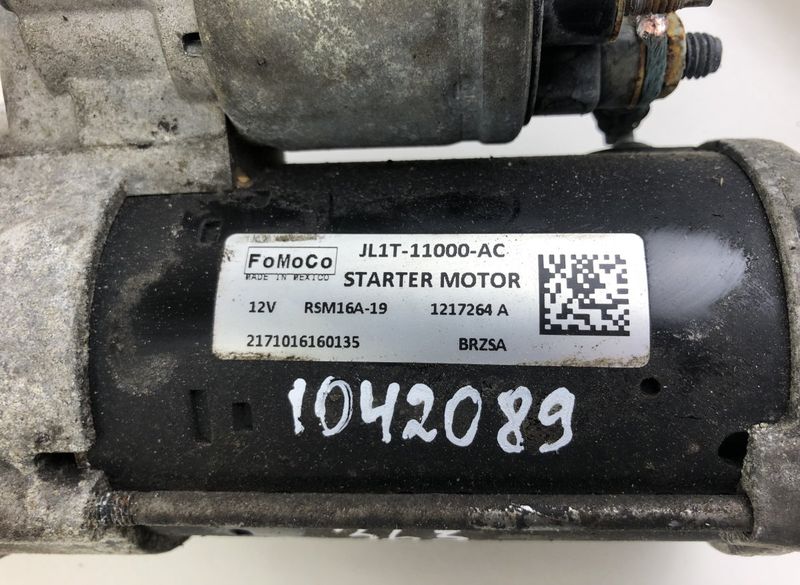 FoMoCo JL1T-11000-AC
MADE IN MEXICO STARTER MOTOR
12V RSM16A-19 1217264 A
2171016160135 BRZSA
1042089